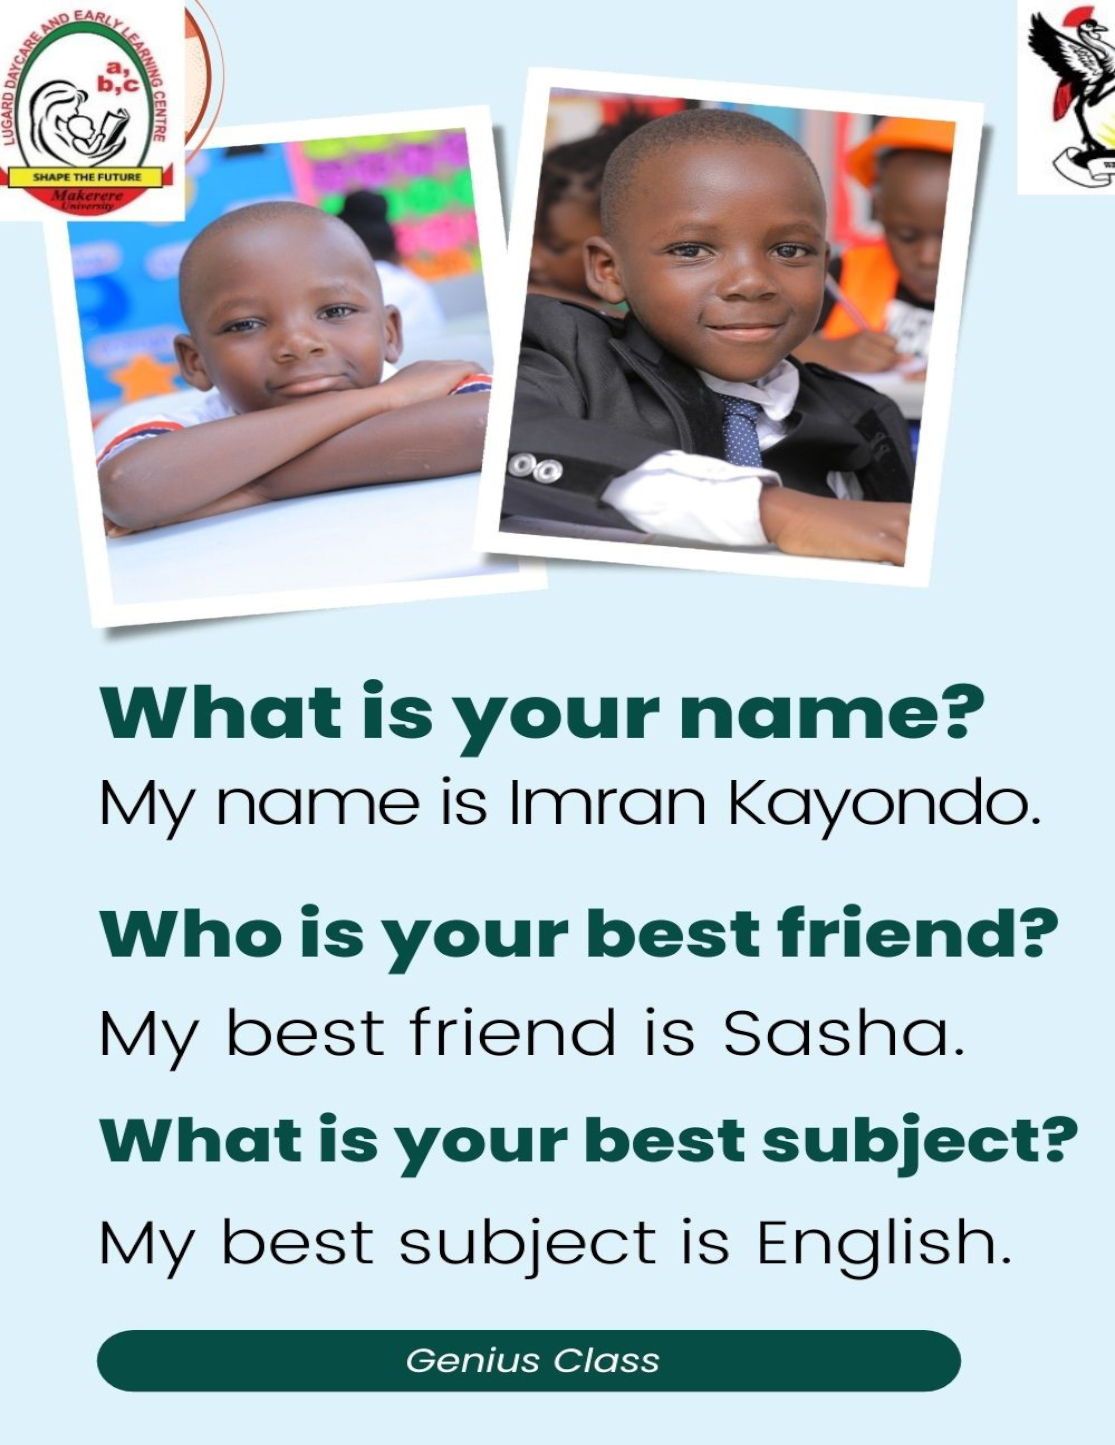 LUGARD DAYCARE AND EARLY LEARNING CENTRE
a,
b,c
SHAPE THE FUTURE
Makerere
University
What is your name?
My name is Imran Kayondo.
Who is your best friend?
My best friend is Sasha.
What is your best subject?
My best subject is English.
Genius Class